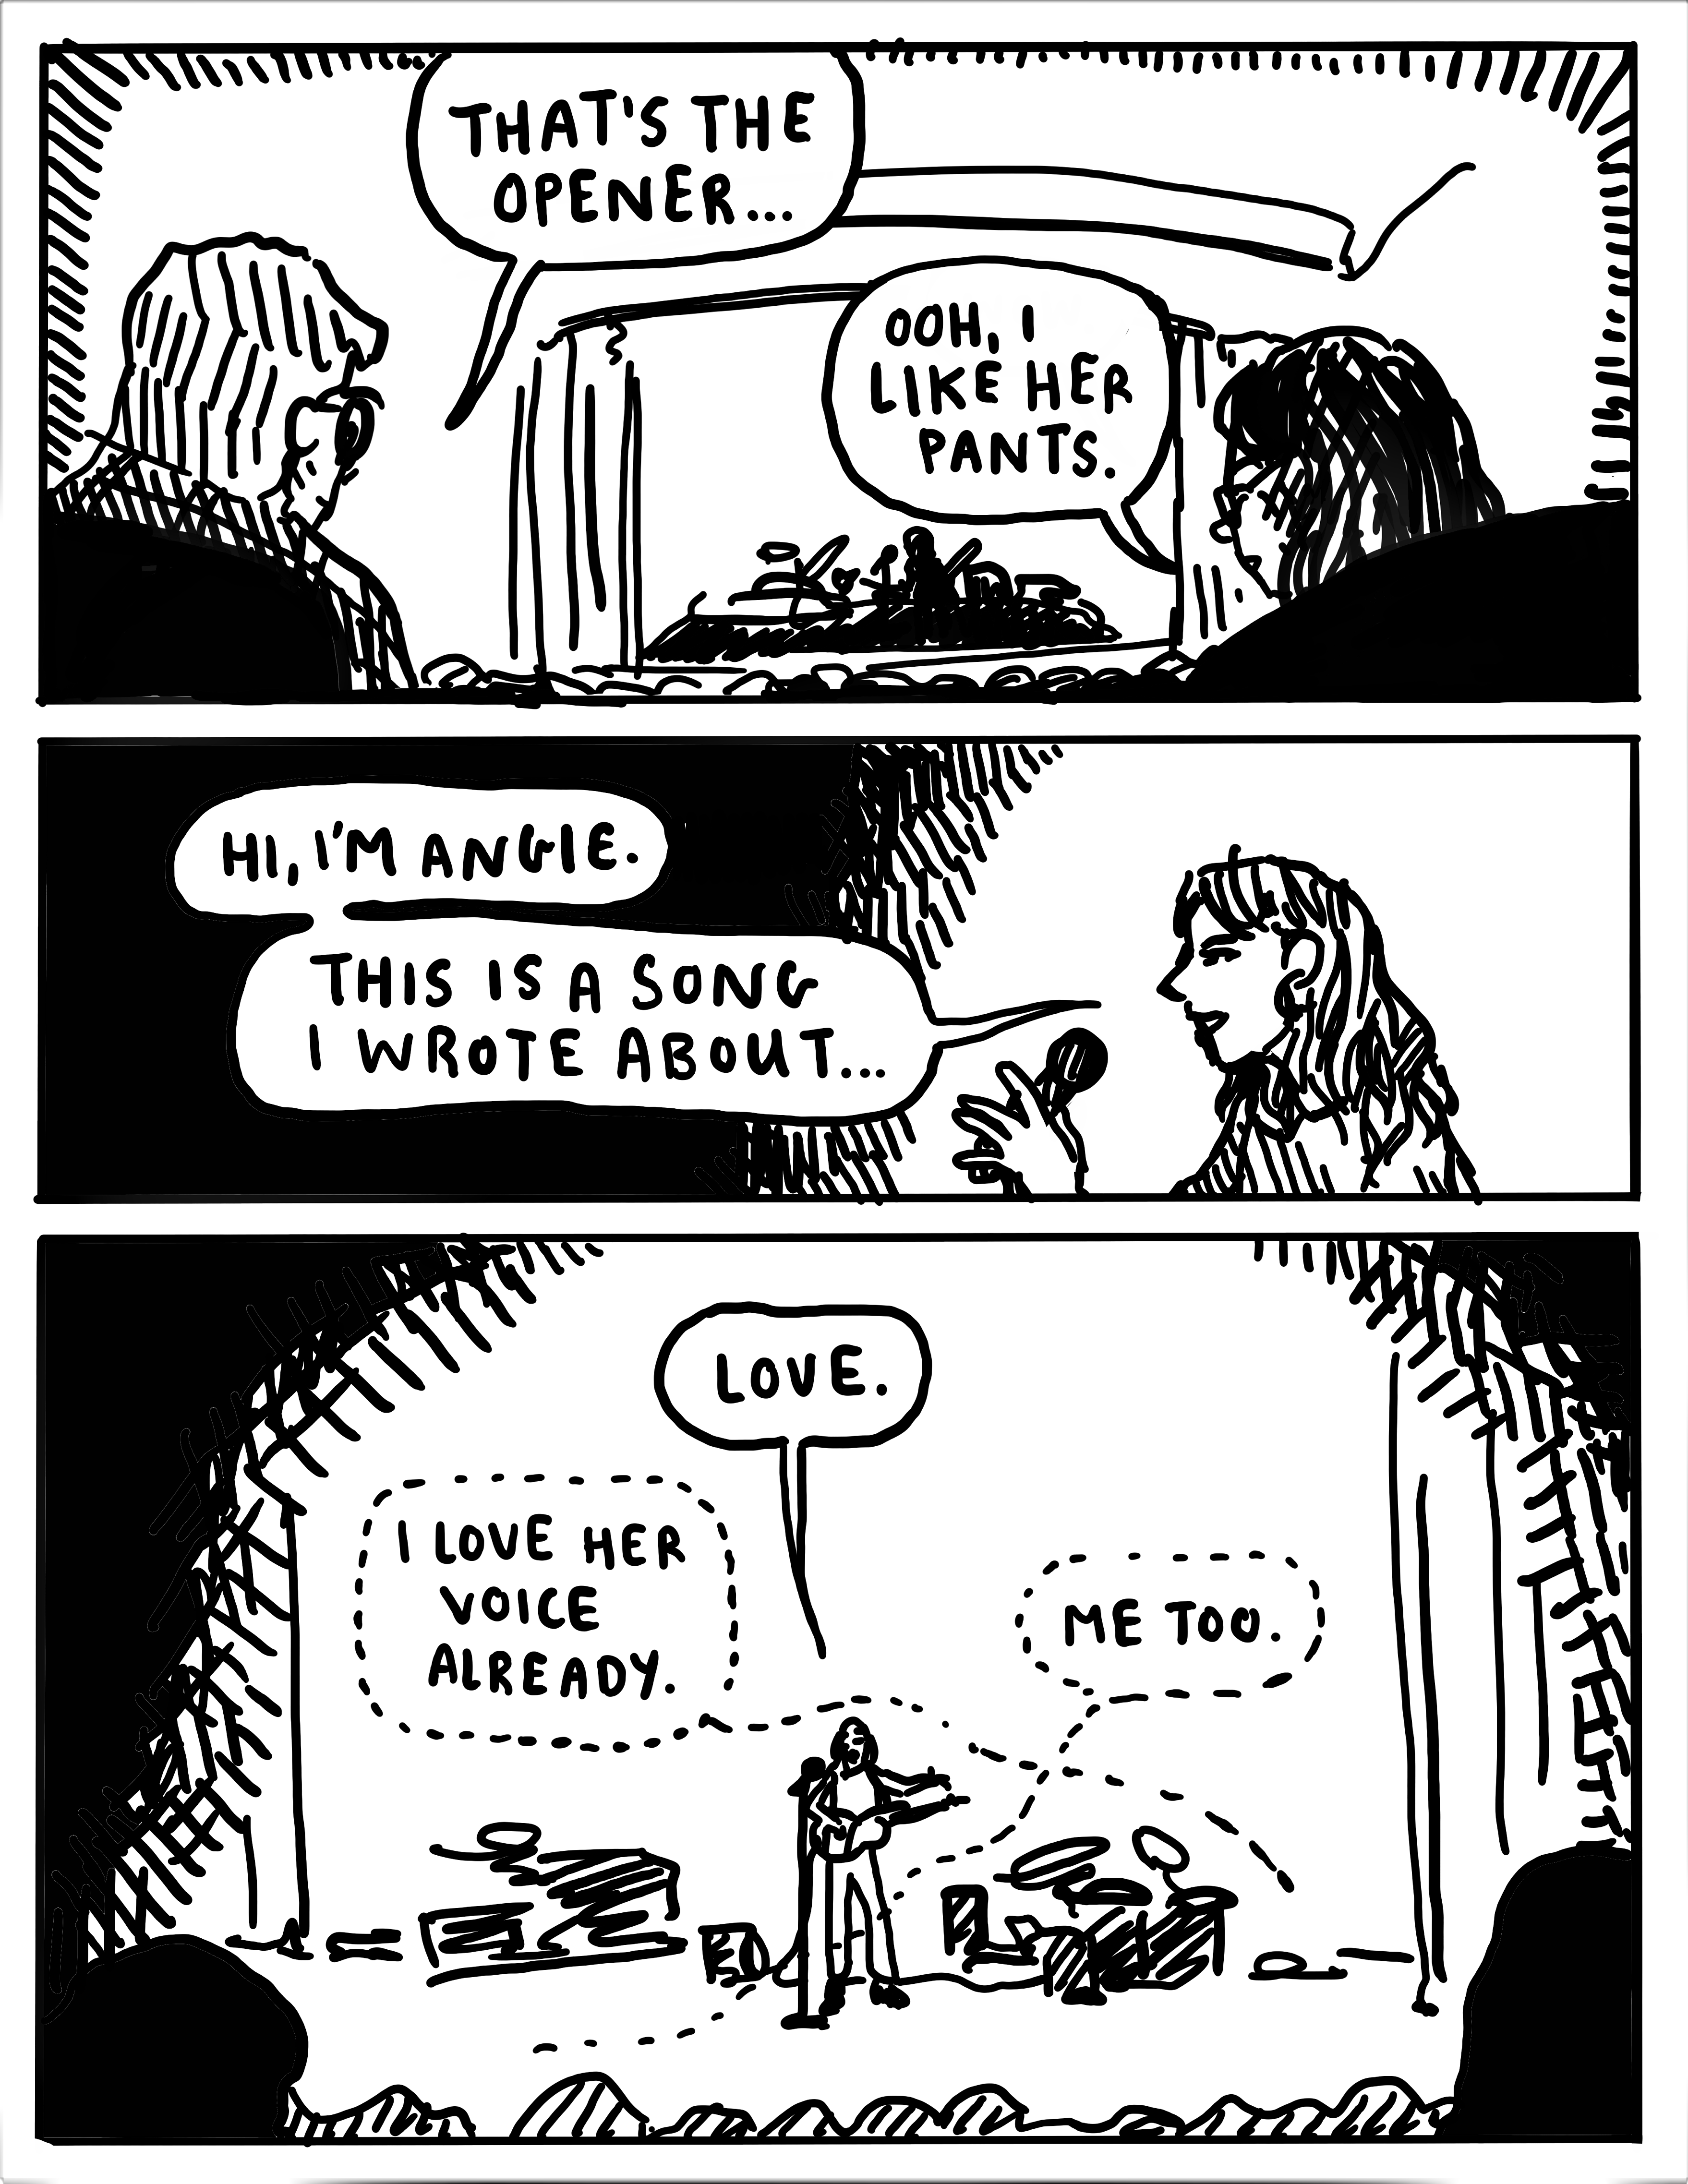 THAT'S THE
OPENER...
OOH, I
LIKE HER
PANTS.
HI, I'M ANGIE.
THIS IS A SONG
I WROTE ABOUT...
LOVE.
I LOVE HER
VOICE
ALREADY.
ME TOO.